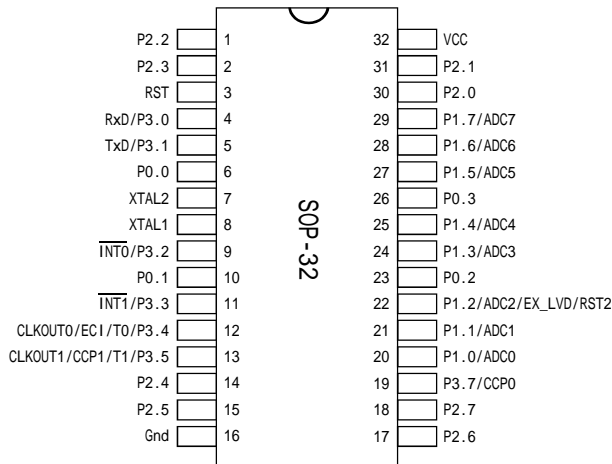 P2.2 1 32 VCC
P2.3 2 31 P2.1
RST 3 30 P2.0
RxD/P3.0 4 29 P1.7/ADC7
TxD/P3.1 5 28 P1.6/ADC6
P0.0 6 27 P1.5/ADC5
XTAL2 7 26 P0.3
XTAL1 8 25 P1.4/ADC4
I̅N̅T̅0̅/P3.2 9 24 P1.3/ADC3
P0.1 10 23 P0.2
I̅N̅T̅1̅/P3.3 11 22 P1.2/ADC2/EX_LVD/RST2
CLKOUT0/ECI/T0/P3.4 12 21 P1.1/ADC1
CLKOUT1/CCP1/T1/P3.5 13 20 P1.0/ADC0
P2.4 14 19 P3.7/CCP0
P2.5 15 18 P2.7
Gnd 16 17 P2.6
SOP-32